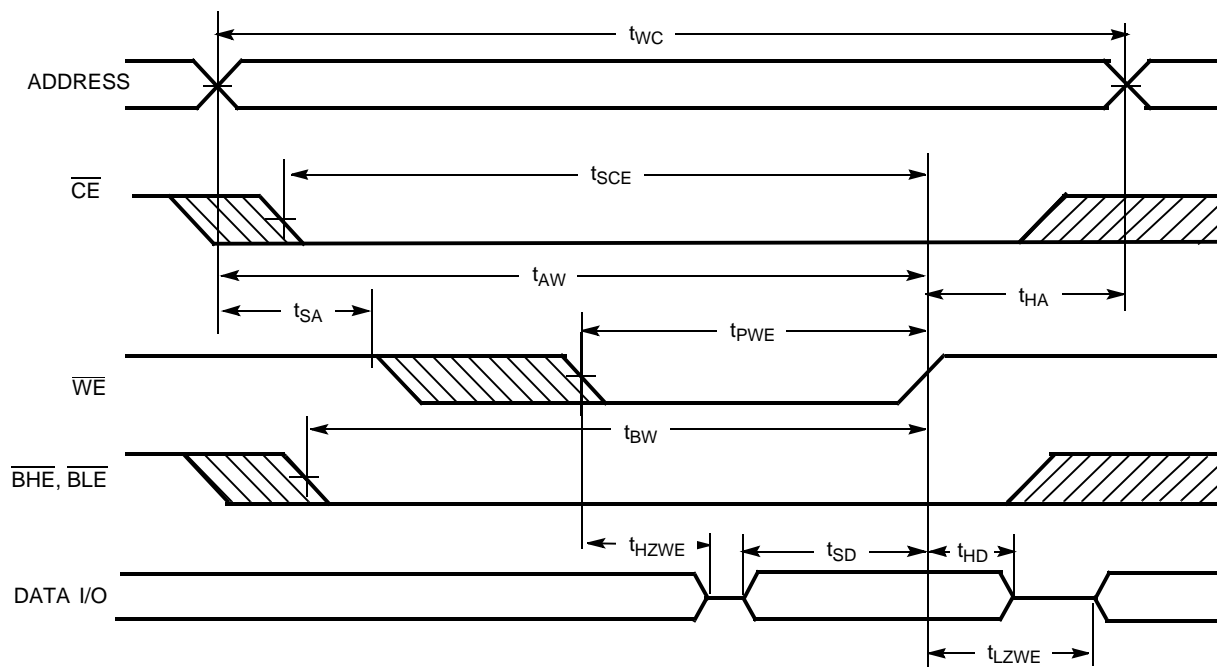 tWC
ADDRESS
tSCE
CE
tAW
tSA
tHA
tPWE
WE
tBW
BHE, BLE
tHZWE
tSD
tHD
DATA I/O
tLZWE